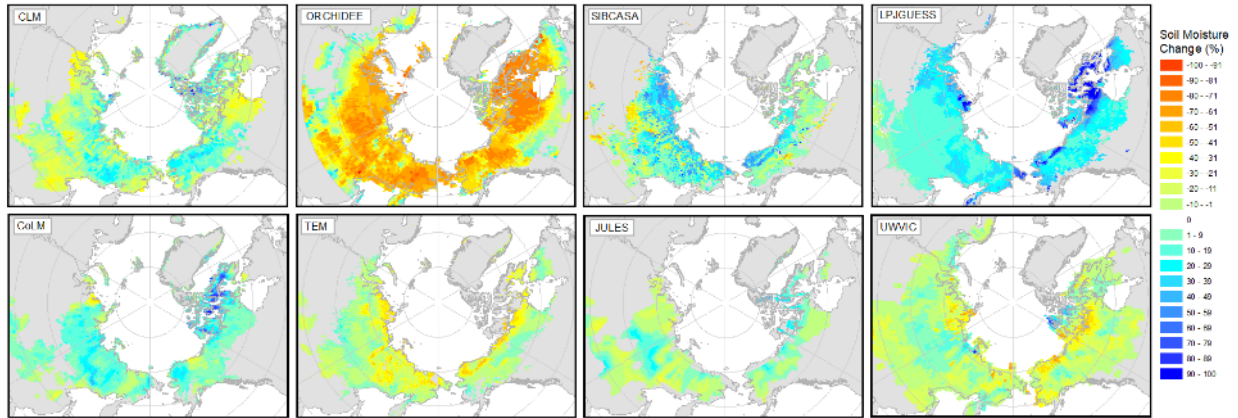 CLM
ORCHIDEE
SIBCASA
LPJGUESS
Soil Moisture
Change (%)
-100 - -91
-90 - -81
-80 - -71
-70 - -61
-60 - -51
-50 - -41
-40 - 31
-30 - -21
-20 - -11
-10 - -1
0
1 - 9
10 - 19
20 - 29
30 - 39
40 - 49
50 - 59
60 - 69
70 - 79
80 - 89
90 - 100
CoLM
TEM
JULES
UWVIC